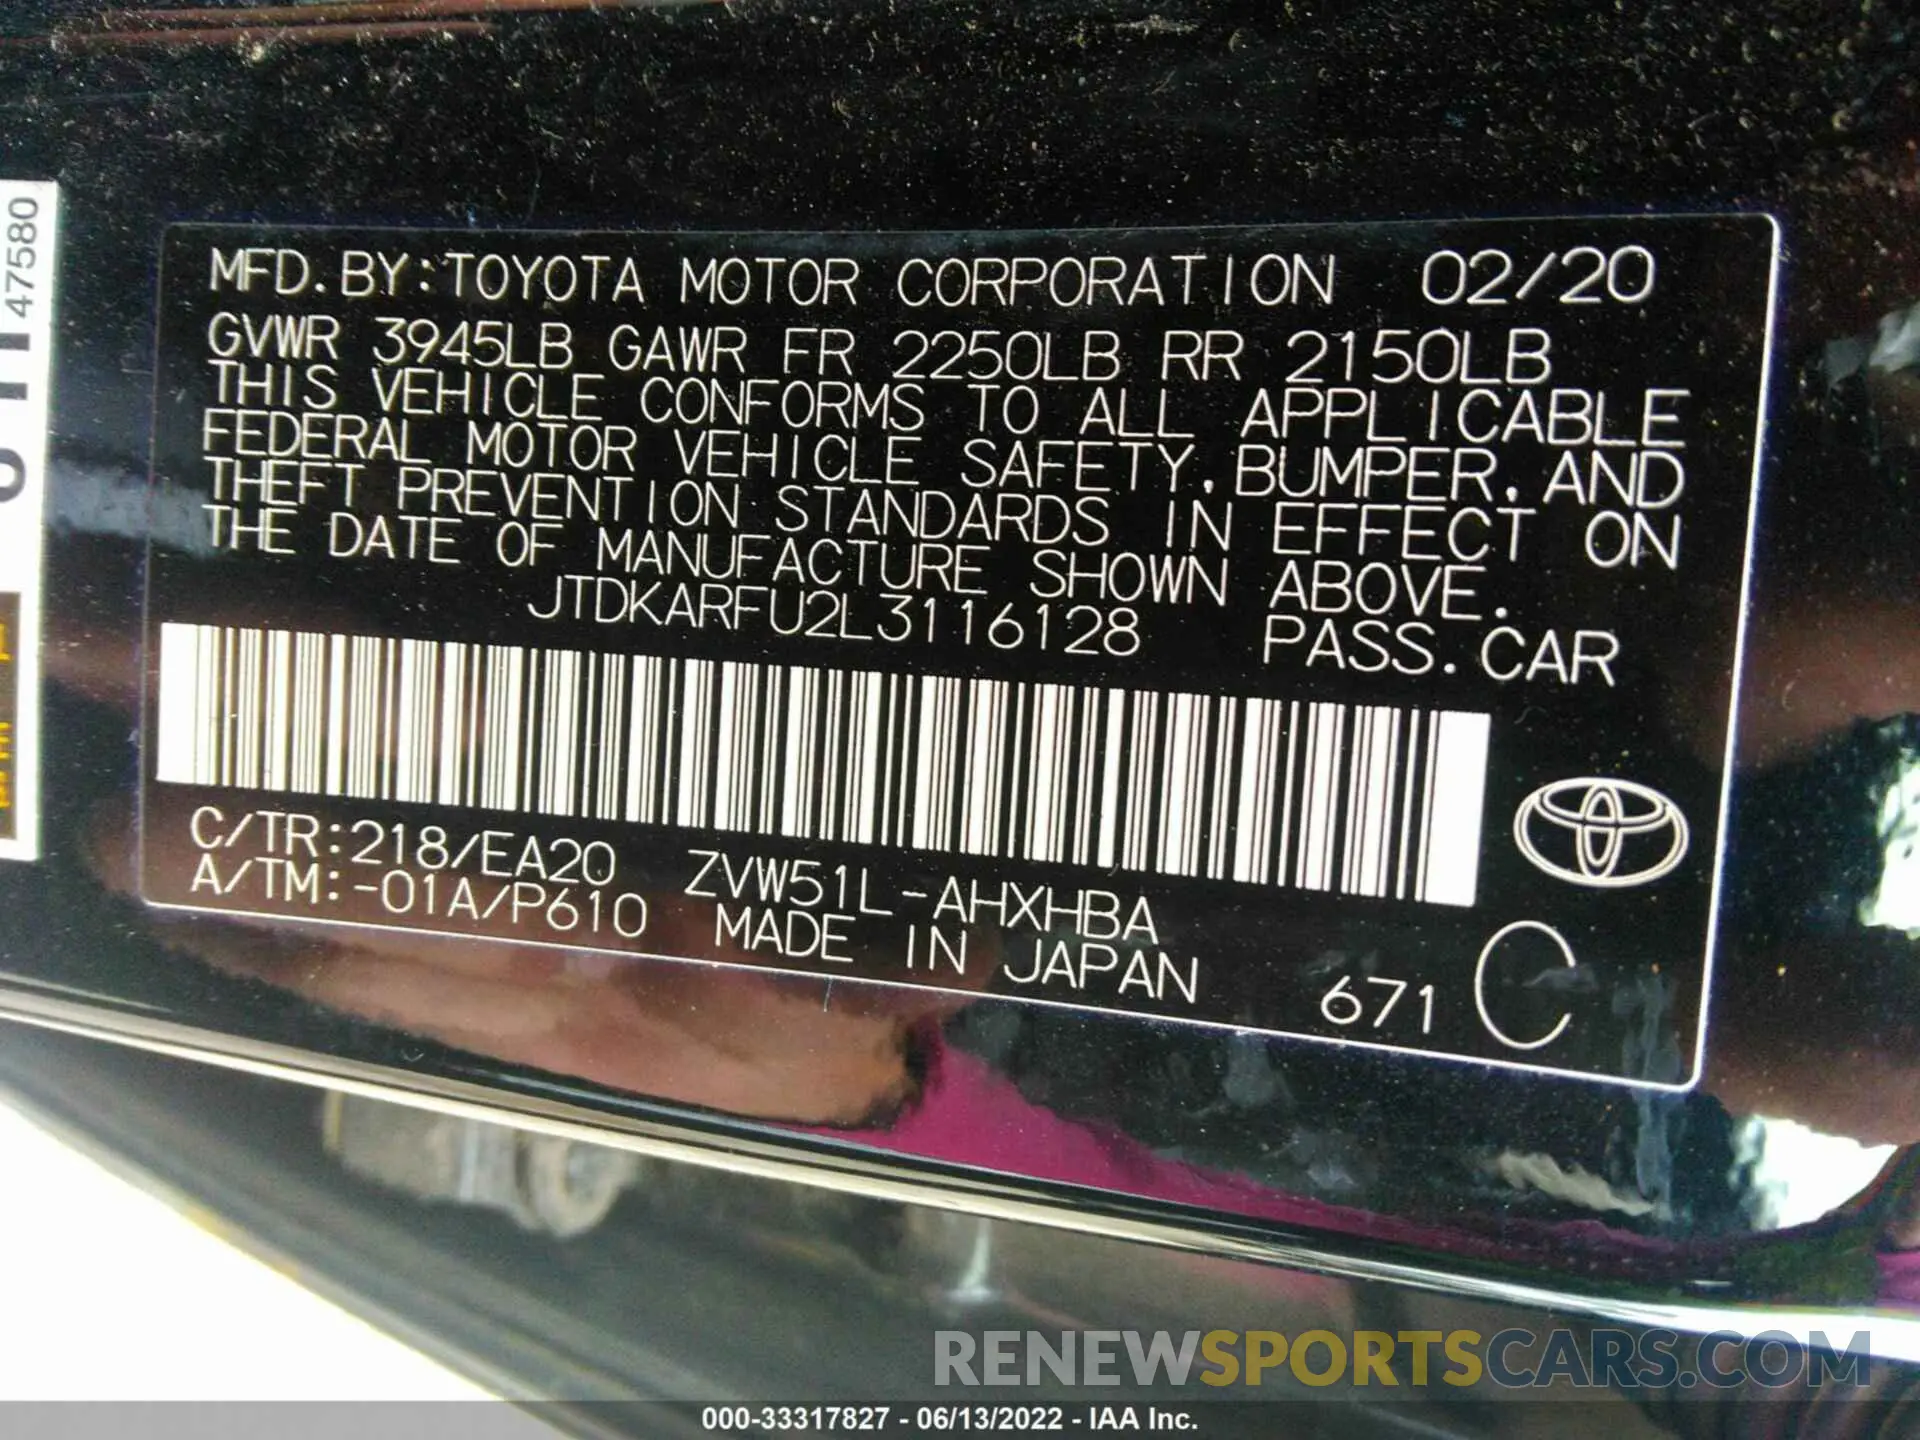 47580
MFD. BY: TOYOTA MOTOR CORPORATION 02/20
GVWR 3945LB GAWR FR 2250LB RR 2150LB
THIS VEHICLE CONFORMS TO ALL APPLICABLE
FEDERAL MOTOR VEHICLE SAFETY, BUMPER, AND
THEFT PREVENTION STANDARDS IN EFFECT ON
THE DATE OF MANUFACTURE SHOWN ABOVE.
JTDKARFU2L3116128 PASS. CAR
C/TR: 218/EA20 ZVW51L-AHXHBA
A/TM: -01A/P610 MADE IN JAPAN
671 C
RENEWSPORTSCARS.COM
000-33317827 - 06/13/2022 - IAA Inc.